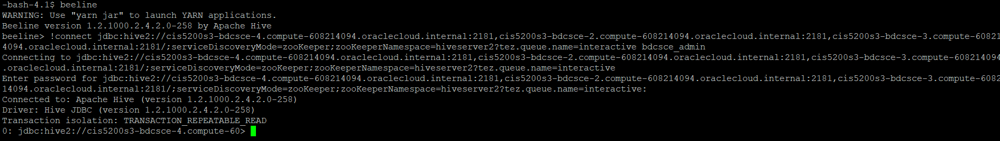 -bash-4.1$ beeline
WARNING: Use "yarn jar" to launch YARN applications.
Beeline version 1.2.1000.2.4.2.0-258 by Apache Hive
beeline> !connect jdbc:hive2://cis5200s3-bdcsce-4.compute-608214094.oraclecloud.internal:2181,cis5200s3-bdcsce-2.compute-608214094.oraclecloud.internal:2181,cis5200s3-bdcsce-3.compute-60821
4094.oraclecloud.internal:2181/;serviceDiscoveryMode=zooKeeper;zooKeeperNamespace=hiveserver2?tez.queue.name=interactive bdcsce_admin
Connecting to jdbc:hive2://cis5200s3-bdcsce-4.compute-608214094.oraclecloud.internal:2181,cis5200s3-bdcsce-2.compute-608214094.oraclecloud.internal:2181,cis5200s3-bdcsce-3.compute-608214094
.oraclecloud.internal:2181/;serviceDiscoveryMode=zooKeeper;zooKeeperNamespace=hiveserver2?tez.queue.name=interactive
Enter password for jdbc:hive2://cis5200s3-bdcsce-4.compute-608214094.oraclecloud.internal:2181,cis5200s3-bdcsce-2.compute-608214094.oraclecloud.internal:2181,cis5200s3-bdcsce-3.compute-6082
14094.oraclecloud.internal:2181/;serviceDiscoveryMode=zooKeeper;zooKeeperNamespace=hiveserver2?tez.queue.name=interactive:
Connected to: Apache Hive (version 1.2.1000.2.4.2.0-258)
Driver: Hive JDBC (version 1.2.1000.2.4.2.0-258)
Transaction isolation: TRANSACTION_REPEATABLE_READ
0: jdbc:hive2://cis5200s3-bdcsce-4.compute-60>